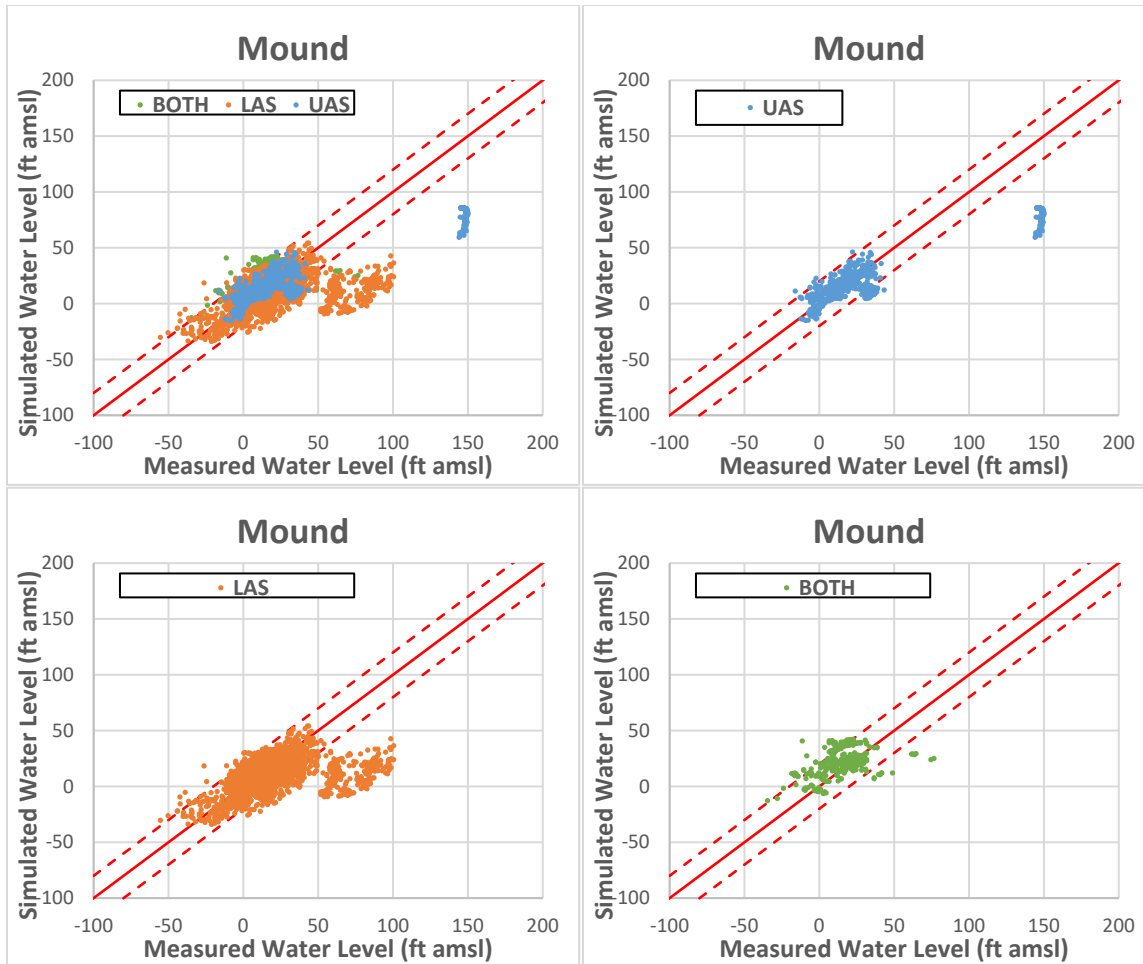 Mound
Simulated Water Level (ft amsl)
BOTH LAS UAS
200
150
100
50
0
-50
-100
-100 -50 0 50 100 150 200
Measured Water Level (ft amsl)
Mound
Simulated Water Level (ft amsl)
UAS
200
150
100
50
0
-50
-100
-100 -50 0 50 100 150 200
Measured Water Level (ft amsl)
Mound
Simulated Water Level (ft amsl)
LAS
200
150
100
50
0
-50
-100
-100 -50 0 50 100 150 200
Measured Water Level (ft amsl)
Mound
Simulated Water Level (ft amsl)
BOTH
200
150
100
50
0
-50
-100
-100 -50 0 50 100 150 200
Measured Water Level (ft amsl)